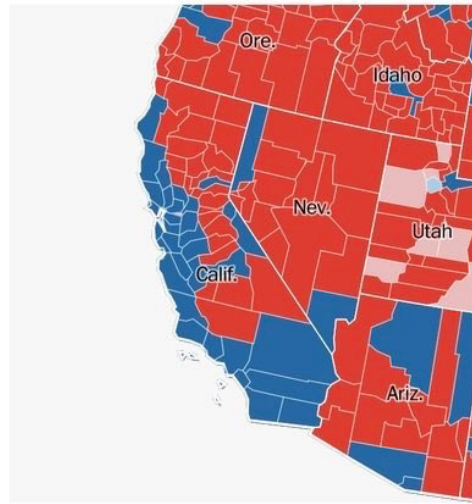 Ore.
Idaho
Nev.
Utah
Calif.
Ariz.